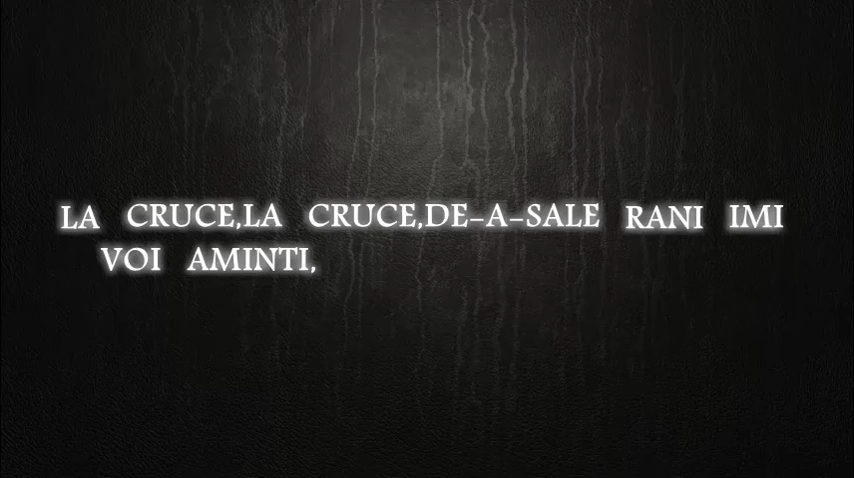 LA CRUCE,LA CRUCE,DE-A-SALE RANI IMI
VOI AMINTI,